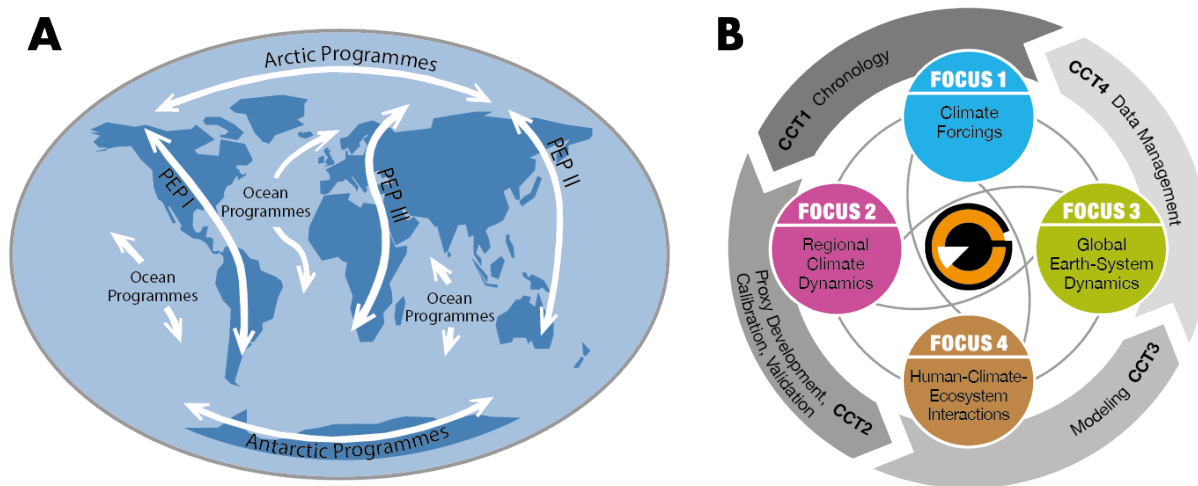 A
Arctic Programmes
PEP I
Ocean
Programmes
PEP III
PEP II
Ocean
Programmes
Ocean
Programmes
Antarctic Programmes
B
CCT1 Chronology
CCT4 Data Management
FOCUS 1
Climate
Forcings
FOCUS 2
Regional
Climate
Dynamics
FOCUS 3
Global
Earth-System
Dynamics
FOCUS 4
Human-Climate-
Ecosystem
Interactions
Proxy Development,
Calibration, Validation CCT2
Modeling CCT3